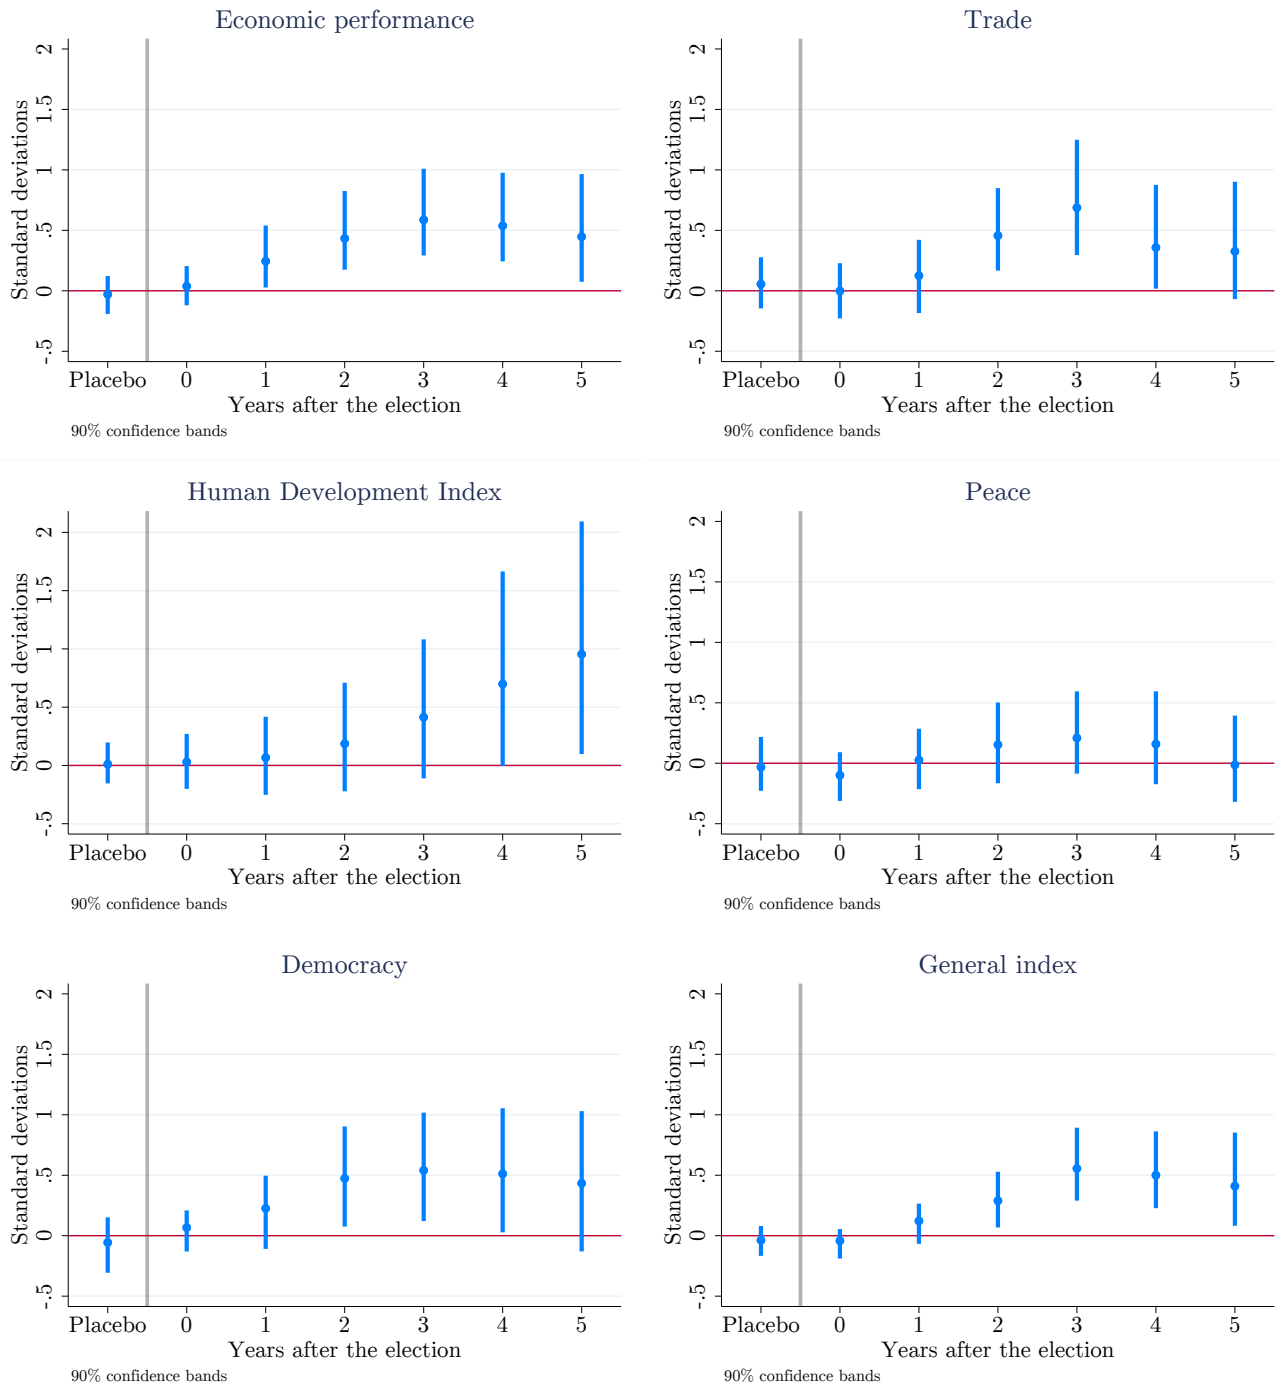 Economic performance
Standard deviations
2
1.5
1
.5
0
-.5
Placebo 0 1 2 3 4 5
Years after the election
90% confidence bands
Trade
Standard deviations
2
1.5
1
.5
0
-.5
Placebo 0 1 2 3 4 5
Years after the election
90% confidence bands
Human Development Index
Standard deviations
2
1.5
1
.5
0
-.5
Placebo 0 1 2 3 4 5
Years after the election
90% confidence bands
Peace
Standard deviations
2
1.5
1
.5
0
-.5
Placebo 0 1 2 3 4 5
Years after the election
90% confidence bands
Democracy
Standard deviations
2
1.5
1
.5
0
-.5
Placebo 0 1 2 3 4 5
Years after the election
90% confidence bands
General index
Standard deviations
2
1.5
1
.5
0
-.5
Placebo 0 1 2 3 4 5
Years after the election
90% confidence bands